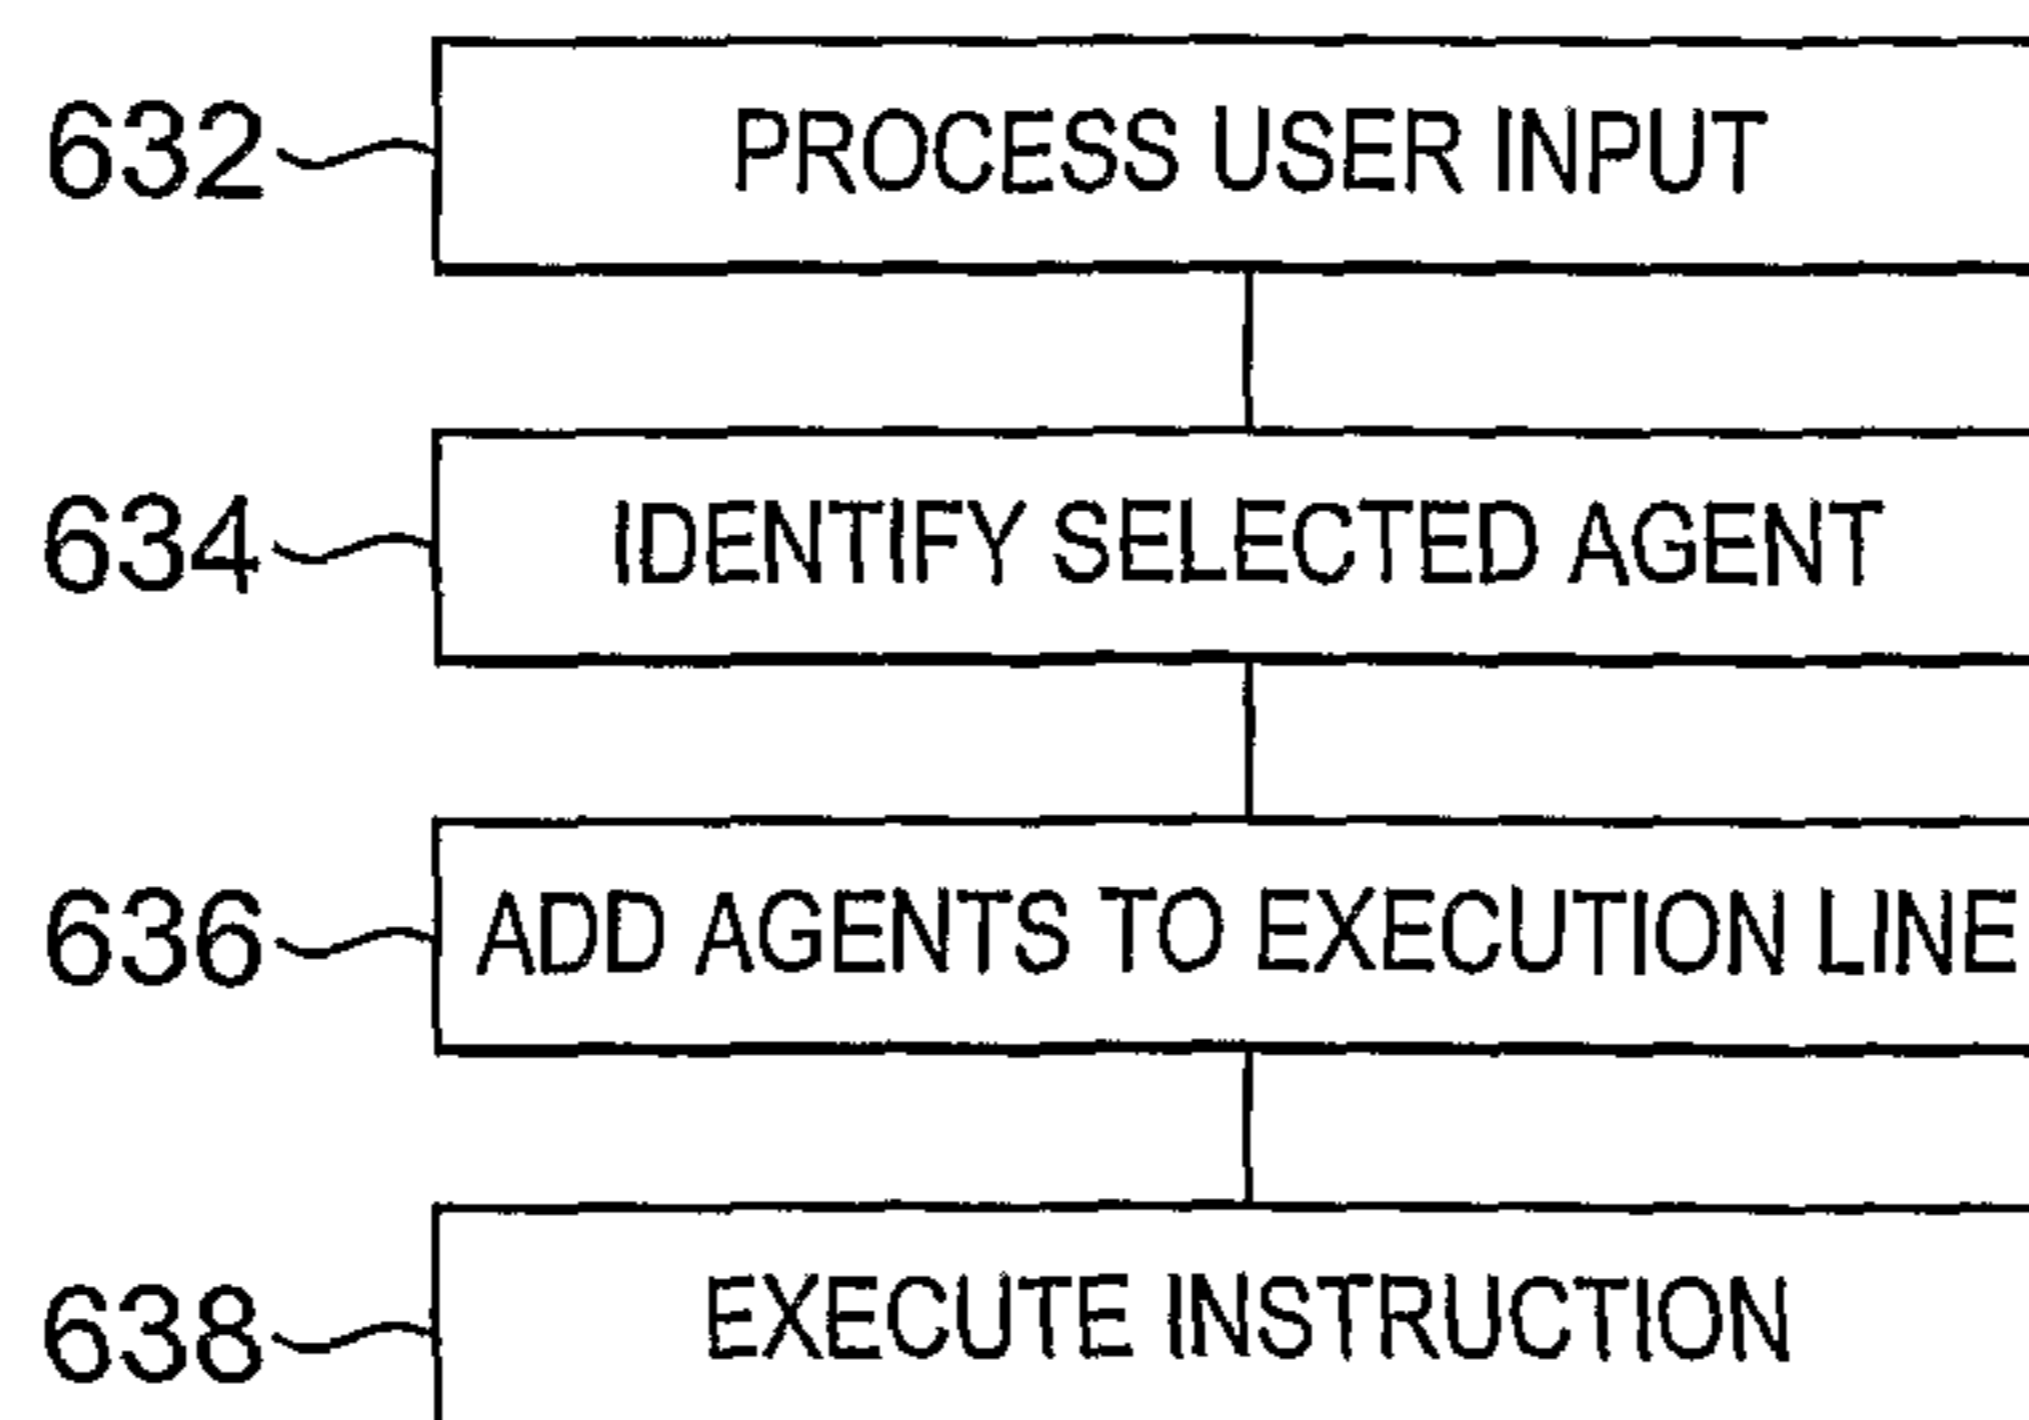 632 PROCESS USER INPUT
634 IDENTIFY SELECTED AGENT
636 ADD AGENTS TO EXECUTION LINE
638 EXECUTE INSTRUCTION